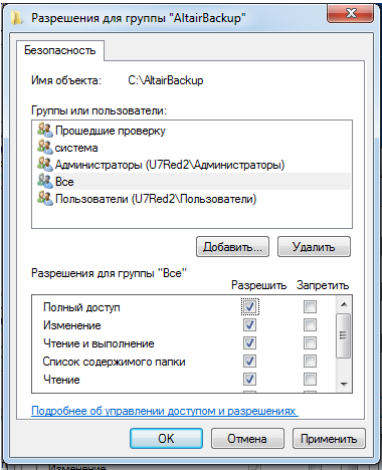 Разрешения для группы "AltairBackup"
Безопасность
Имя объекта: C:\AltairBackup
Группы или пользователи:
Прошедшие проверку
система
Администраторы (U7Red2\Администраторы)
Все
Пользователи (U7Red2\Пользователи)
Добавить... Удалить
Разрешения для группы "Все" Разрешить Запретить
Полный доступ
Изменение
Чтение и выполнение
Список содержимого папки
Чтение
Подробнее об управлении доступом и разрешениях
OK Отмена Применить
Изменение